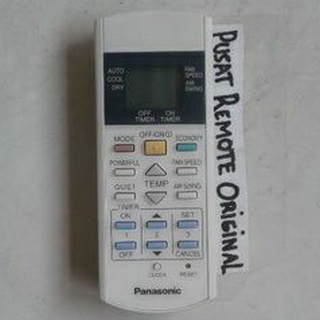 AUTO
COOL
DRY
FAN
SPEED
AIR
SWING
OFF
TIMER
ON
TIMER
MODE
OFF/ON
ECONOMY
POWERFUL
FAN SPEED
TEMP
QUIET
AIR SWING
TIMER
ON
SET
1
2
3
OFF
CANCEL
CLOCK
RESET
Panasonic
PUSAT REMOTE ORIGINAL